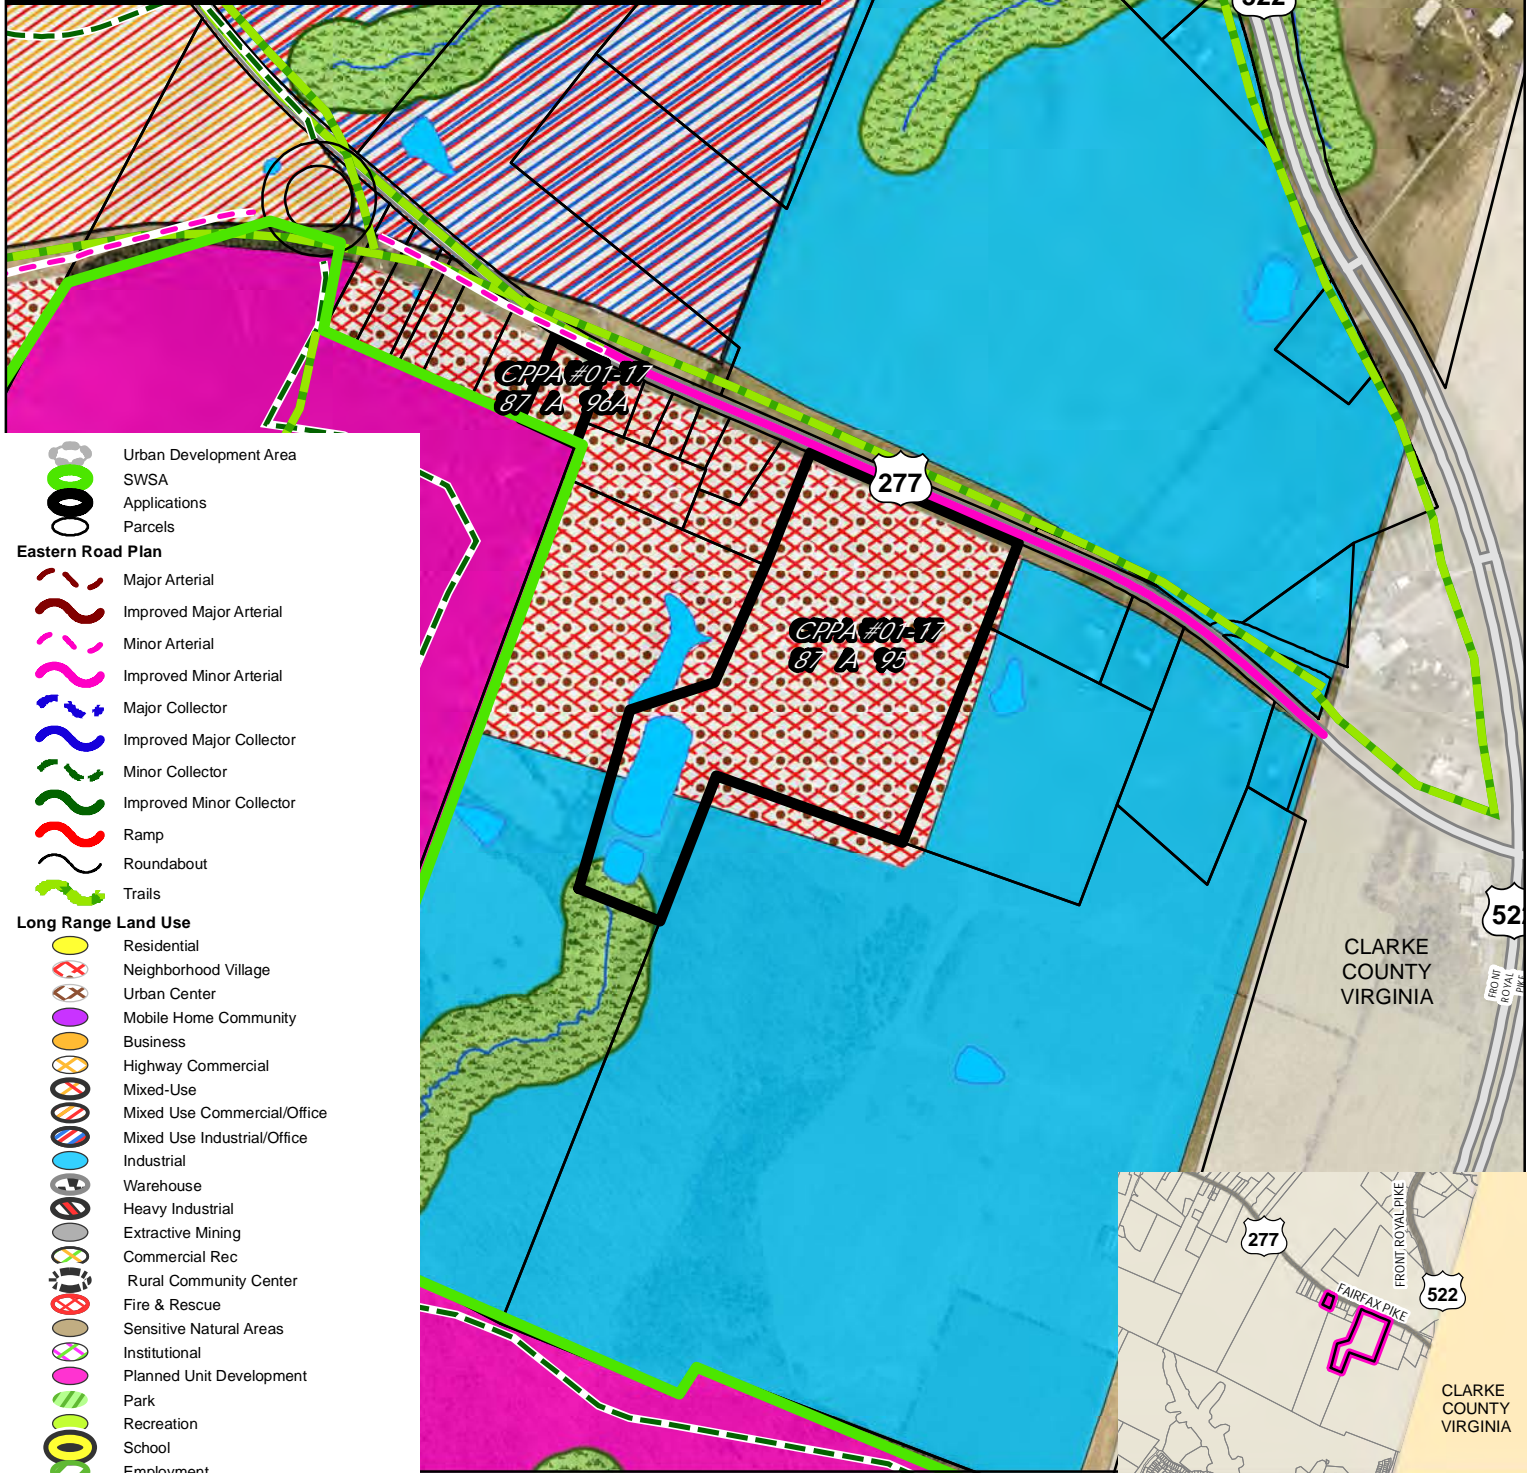 522
CPPA #01-17
87 A 96A
277
CPPA #01-17
87 A 95
Urban Development Area
SWSA
Applications
Parcels
Eastern Road Plan
Major Arterial
Improved Major Arterial
Minor Arterial
Improved Minor Arterial
Major Collector
Improved Major Collector
Minor Collector
Improved Minor Collector
Ramp
Roundabout
Trails
Long Range Land Use
Residential
Neighborhood Village
Urban Center
Mobile Home Community
Business
Highway Commercial
Mixed-Use
Mixed Use Commercial/Office
Mixed Use Industrial/Office
Industrial
Warehouse
Heavy Industrial
Extractive Mining
Commercial Rec
Rural Community Center
Fire & Rescue
Sensitive Natural Areas
Institutional
Planned Unit Development
Park
Recreation
School
Employment
522
CLARKE
COUNTY
VIRGINIA
FRONT
ROYAL
PIKE
277
FRONT ROYAL PIKE
522
FAIRFAX PIKE
CLARKE
COUNTY
VIRGINIA